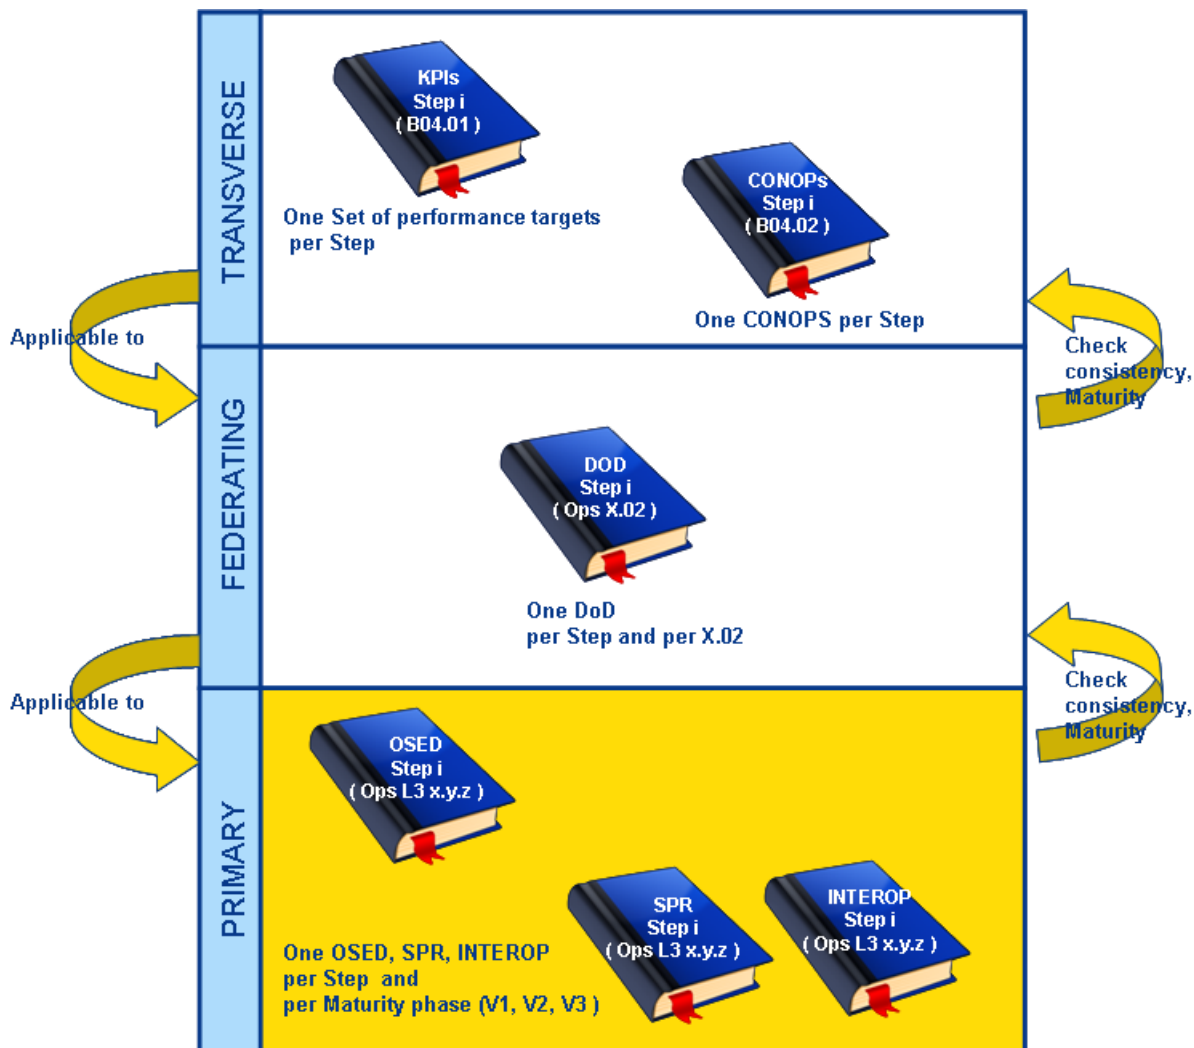 TRANSVERSE
KPIs
Step i
( B04.01 )
One Set of performance targets
per Step
CONOPs
Step i
( B04.02 )
One CONOPS per Step
Applicable to
Check
consistency,
Maturity
FEDERATING
DOD
Step i
( Ops X.02 )
One DoD
per Step and per X.02
Applicable to
Check
consistency,
Maturity
PRIMARY
OSED
Step i
( Ops L3 x.y.z )
SPR
Step i
( Ops L3 x.y.z )
INTEROP
Step i
( Ops L3 x.y.z )
One OSED, SPR, INTEROP
per Step and
per Maturity phase (V1, V2, V3 )